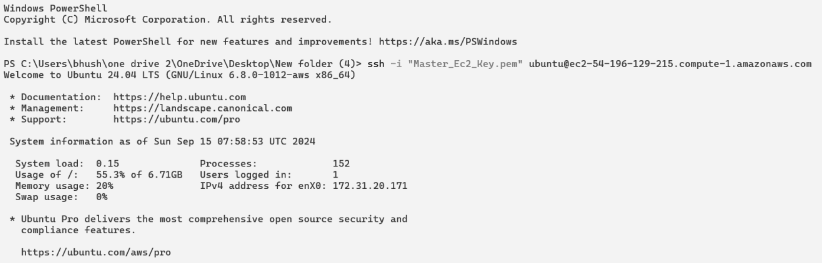 Windows PowerShell
Copyright (C) Microsoft Corporation. All rights reserved.
Install the latest PowerShell for new features and improvements! https://aka.ms/PSWindows
PS C:\Users\bhush\one drive 2\OneDrive\Desktop\New folder (4)> ssh -i "Master_Ec2_Key.pem" ubuntu@ec2-54-196-129-215.compute-1.amazonaws.com
Welcome to Ubuntu 24.04 LTS (GNU/Linux 6.8.0-1012-aws x86_64)
* Documentation:  https://help.ubuntu.com
* Management:     https://landscape.canonical.com
* Support:        https://ubuntu.com/pro
System information as of Sun Sep 15 07:58:53 UTC 2024
System load:  0.15              Processes:             152
Usage of /:   55.3% of 6.71GB   Users logged in:       1
Memory usage: 20%               IPv4 address for enX0: 172.31.20.171
Swap usage:   0%
* Ubuntu Pro delivers the most comprehensive open source security and
compliance features.
https://ubuntu.com/aws/pro